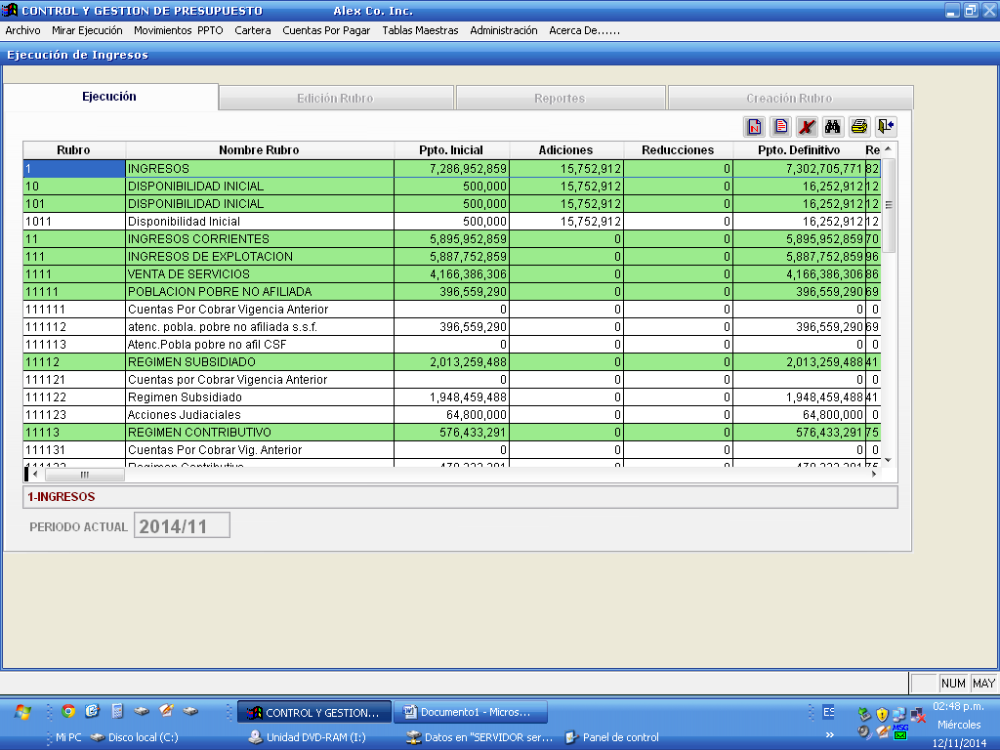 CONTROL Y GESTION DE PRESUPUESTO Alex Co. Inc.
Archivo Mirar Ejecución Movimientos PPTO Cartera Cuentas Por Pagar Tablas Maestras Administración Acerca De......
Ejecución de Ingresos
Ejecución Edición Rubro Reportes Creación Rubro
Rubro Nombre Rubro Ppto. Inicial Adiciones Reducciones Ppto. Definitivo Re
1 INGRESOS 7,286,952,859 15,752,912 0 7,302,705,771 82
10 DISPONIBILIDAD INICIAL 500,000 15,752,912 0 16,252,912 12
101 DISPONIBILIDAD INICIAL 500,000 15,752,912 0 16,252,912 12
1011 Disponibilidad Inicial 500,000 15,752,912 0 16,252,912 12
11 INGRESOS CORRIENTES 5,895,952,859 0 0 5,895,952,859 70
111 INGRESOS DE EXPLOTACION 5,887,752,859 0 0 5,887,752,859 96
1111 VENTA DE SERVICIOS 4,166,386,306 0 0 4,166,386,306 86
11111 POBLACION POBRE NO AFILIADA 396,559,290 0 0 396,559,290 69
111111 Cuentas Por Cobrar Vigencia Anterior 0 0 0 0 0
111112 atenc. pobla. pobre no afiliada s.s.f. 396,559,290 0 0 396,559,290 69
111113 Atenc.Pobla pobre no afil CSF 0 0 0 0 0
11112 REGIMEN SUBSIDIADO 2,013,259,488 0 0 2,013,259,488 41
111121 Cuentas por Cobrar Vigencia Anterior 0 0 0 0 0
111122 Regimen Subsidiado 1,948,459,488 0 0 1,948,459,488 41
111123 Acciones Judiaciales 64,800,000 0 0 64,800,000 0
11113 REGIMEN CONTRIBUTIVO 576,433,291 0 0 576,433,291 75
111131 Cuentas Por Cobrar Vig. Anterior 0 0 0 0 0
1-INGRESOS
PERIODO ACTUAL 2014/11
NUM MAY
CONTROL Y GESTION... Documento1 - Micros... ES 02:48 p.m.
Miércoles
Mi PC Disco local (C:) Unidad DVD-RAM (I:) Datos en "SERVIDOR ser... Panel de control » MSG
12/11/2014